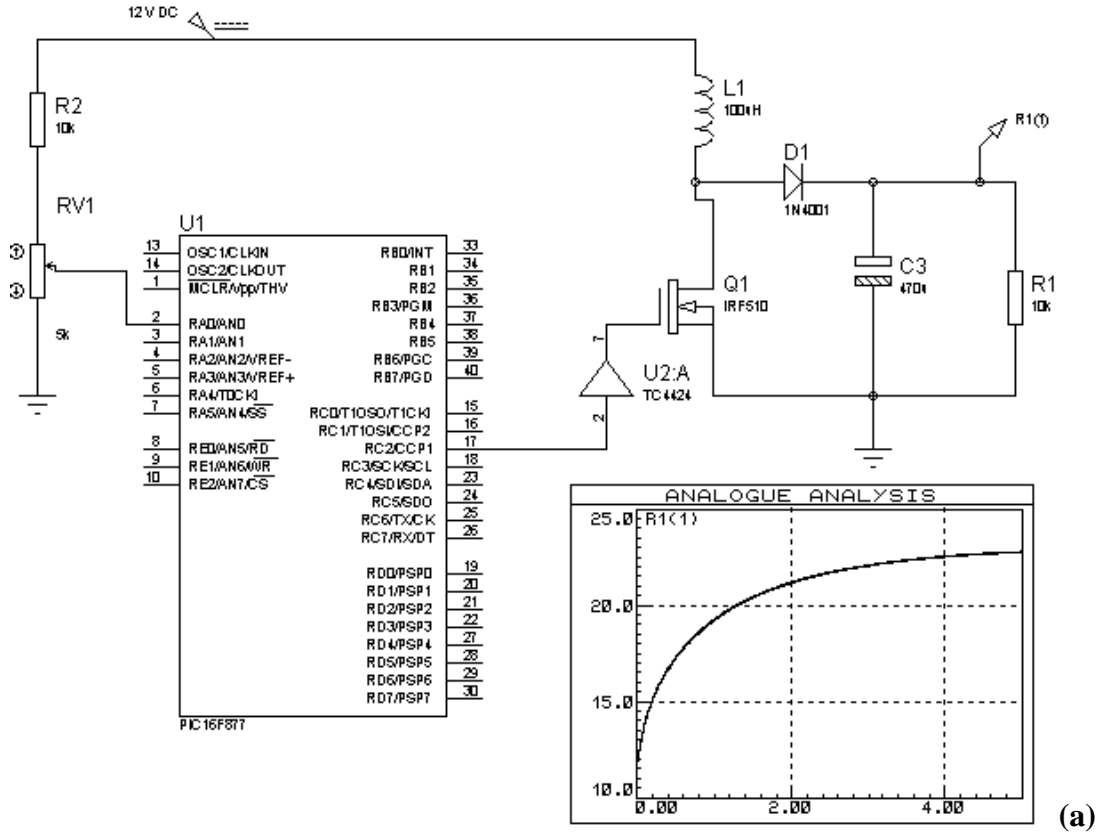 12 V DC
R2
10k
RV1
5k
L1
100uH
D1
1N4001
R1(1)
C3
470u
R1
10k
Q1
IRF510
U2:A
TC4424
7
2
U1
13 OSC1/CLKIN
14 OSC2/CLKOUT
1 MCLR/Vpp/THV
2 RA0/AN0
3 RA1/AN1
4 RA2/AN2/VREF-
5 RA3/AN3/VREF+
6 RA4/T0CKI
7 RA5/AN4/SS
8 RE0/AN5/RD
9 RE1/AN6/WR
10 RE2/AN7/CS
RB0/INT 33
RB1 34
RB2 35
RB3/PGM 36
RB4 37
RB5 38
RB6/PGC 39
RB7/PGD 40
RC0/T1OSO/T1CKI 15
RC1/T1OSI/CCP2 16
RC2/CCP1 17
RC3/SCK/SCL 18
RC4/SDI/SDA 23
RC5/SDO 24
RC6/TX/CK 25
RC7/RX/DT 26
RD0/PSP0 19
RD1/PSP1 20
RD2/PSP2 21
RD3/PSP3 22
RD4/PSP4 27
RD5/PSP5 28
RD6/PSP6 29
RD7/PSP7 30
PIC16F877
ANALOGUE ANALYSIS
25.0 R1(1)
20.0
15.0
10.0
0.00 2.00 4.00
(a)